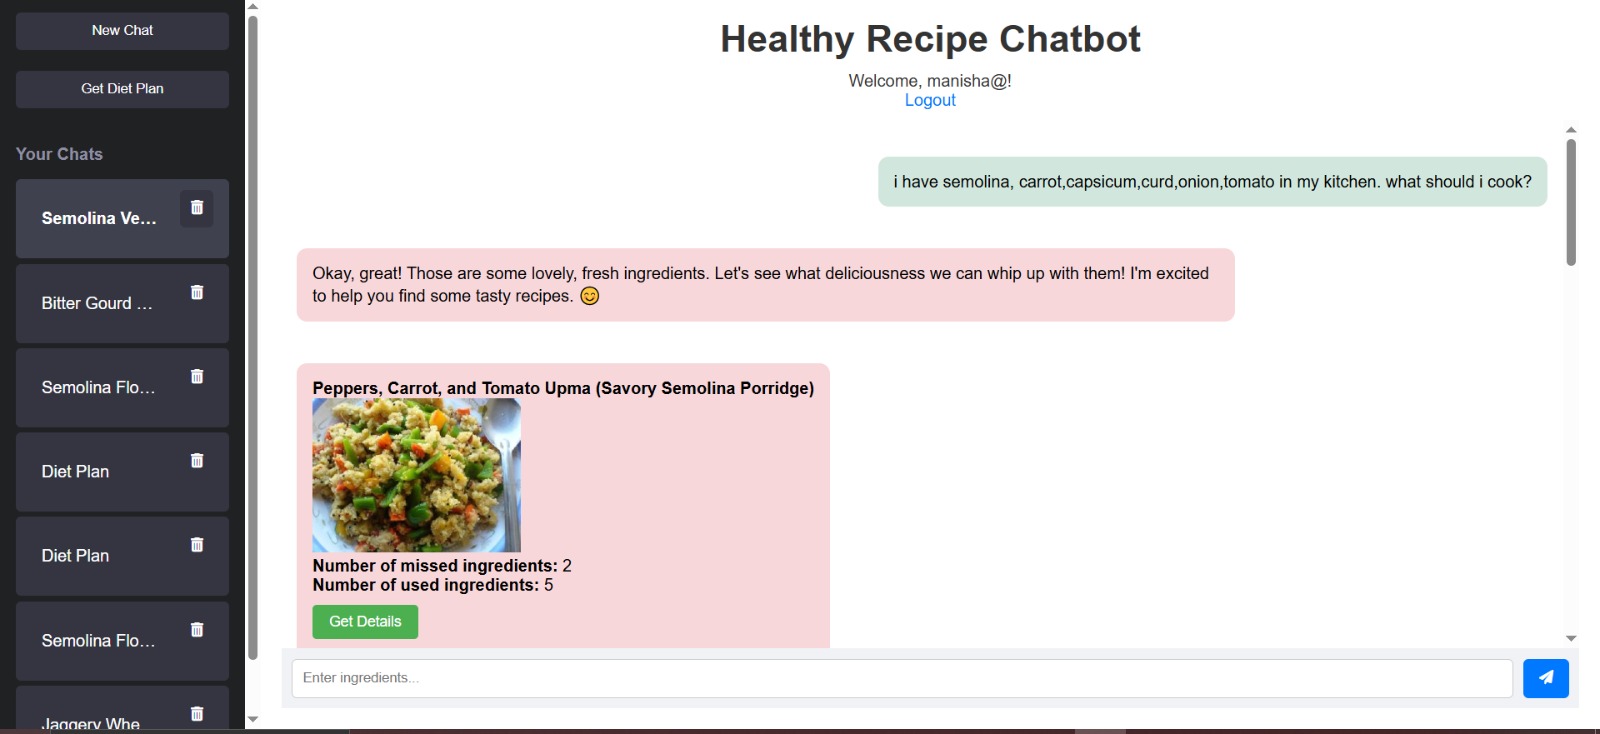 New Chat
Get Diet Plan
Your Chats
Semolina Ve...
Bitter Gourd ...
Semolina Flo...
Diet Plan
Diet Plan
Semolina Flo...
Jaggery Whe
Healthy Recipe Chatbot
Welcome, manisha@!
Logout
i have semolina, carrot,capsicum,curd,onion,tomato in my kitchen. what should i cook?
Okay, great! Those are some lovely, fresh ingredients. Let's see what deliciousness we can whip up with them! I'm excited
to help you find some tasty recipes. 😊
Peppers, Carrot, and Tomato Upma (Savory Semolina Porridge)
Number of missed ingredients: 2
Number of used ingredients: 5
Get Details
Enter ingredients...